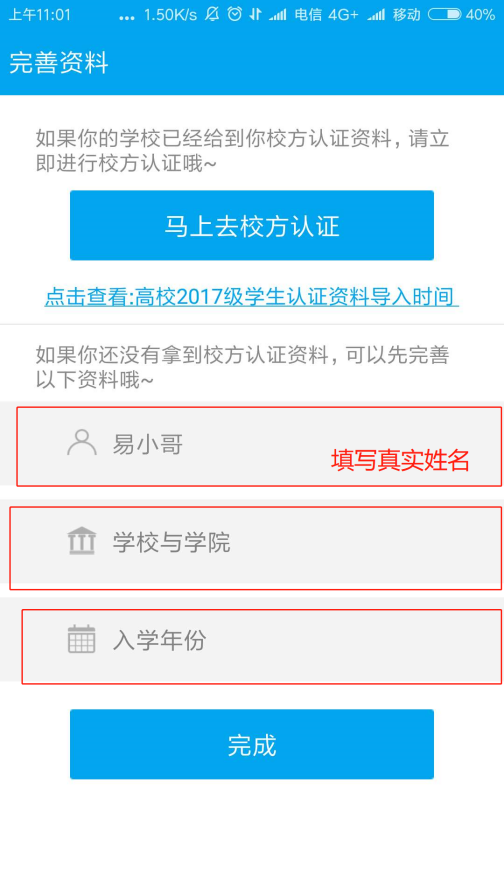 上午11:01 ... 1.50K/s 电信 4G+ 移动 40%
完善资料
如果你的学校已经给到你校方认证资料，请立
即进行校方认证哦~
马上去校方认证
点击查看:高校2017级学生认证资料导入时间
如果你还没有拿到校方认证资料，可以先完善
以下资料哦~
易小哥
填写真实姓名
学校与学院
入学年份
完成